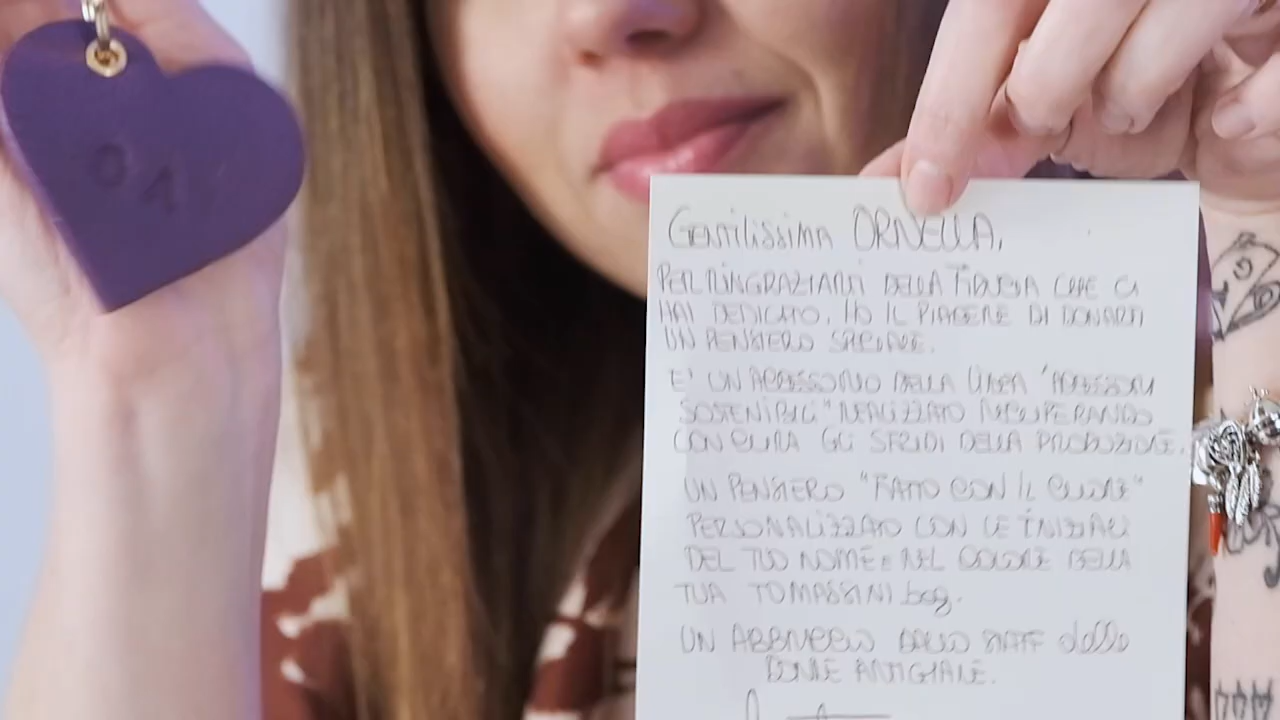 OA
Gentilissima ORNELLA,
PER RINGRAZIARTI DELLA FIDUCIA CHE CI
HAI DEDICATO, HO IL PIACERE DI DONARTI
UN PENSIERO SPECIALE.
E' UN ACCESSORIO DELLA LINEA "ACCESSORI
SOSTENIBILI" REALIZZATO RECUPERANDO
CON CURA GLI SFRIDI DELLA PRODUZIONE.
UN PENSIERO "FATTO CON IL CUORE"
PERSONALIZZATO CON LE INIZIALI
DEL TUO NOME E NEL COLORE DELLA
TUA TOMASSINI bag.
UN ABBRACCIO DALLO STAFF delle
DONNE ARTIGIANE.